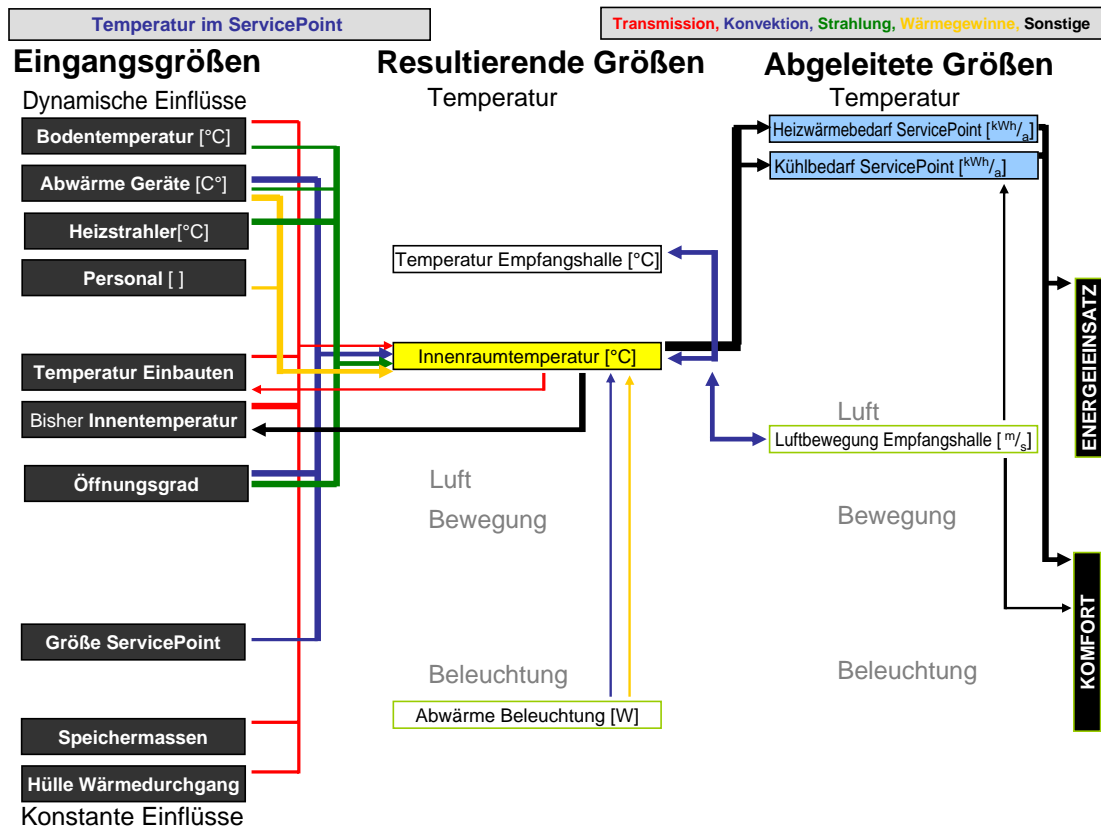 Temperatur im ServicePoint
Transmission, Konvektion, Strahlung, Wärmegewinne, Sonstige
Eingangsgrößen
Resultierende Größen
Abgeleitete Größen
Dynamische Einflüsse
Temperatur
Temperatur
Bodentemperatur [°C]
Heizwärmebedarf ServicePoint [kWh/a]
Kühlbedarf ServicePoint [kWh/a]
Abwärme Geräte [C°]
Heizstrahler[°C]
Temperatur Empfangshalle [°C]
Personal [ ]
ENERGIEINSATZ
Innenraumtemperatur [°C]
Temperatur Einbauten
Bisher Innentemperatur
Luft
Luftbewegung Empfangshalle [m/s]
Öffnungsgrad
Luft
Bewegung
Bewegung
Größe ServicePoint
KOMFORT
Beleuchtung
Beleuchtung
Abwärme Beleuchtung [W]
Speichermassen
Hülle Wärmedurchgang
Konstante Einflüsse